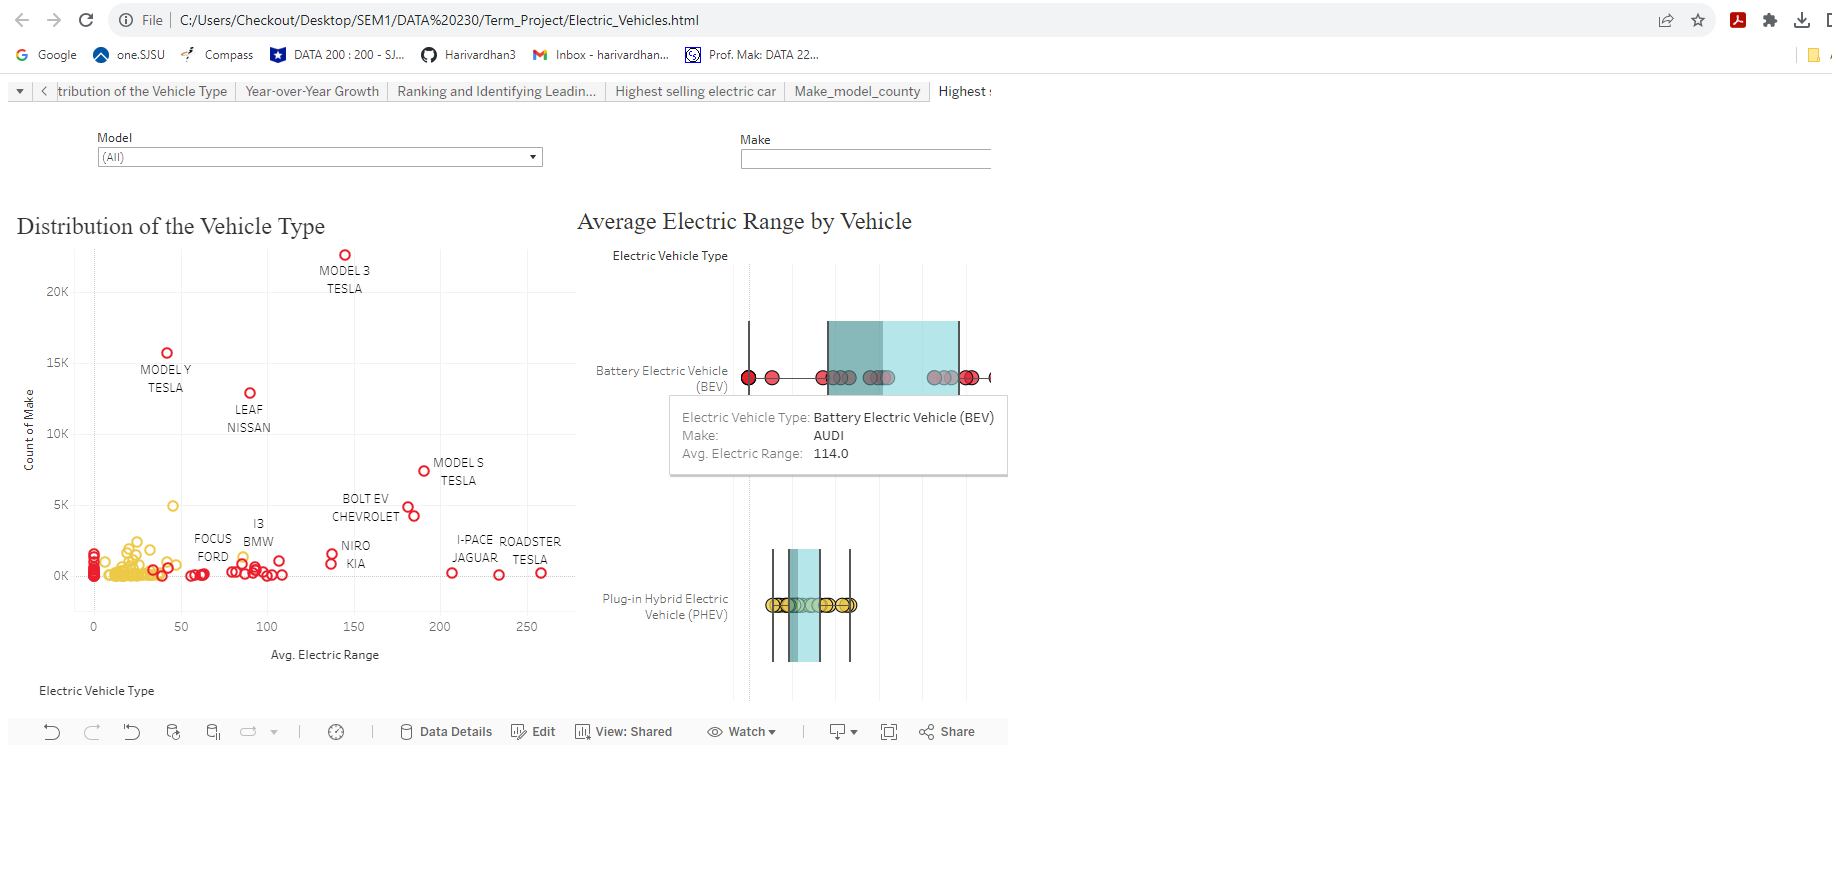 File
C:/Users/Checkout/Desktop/SEM1/DATA%20230/Term_Project/Electric_Vehicles.html
Google
one.SJSU
Compass
DATA 200 : 200 - SJ...
Harivardhan3
Inbox - harivardhan...
Prof. Mak: DATA 22...
tribution of the Vehicle Type
Year-over-Year Growth
Ranking and Identifying Leadin...
Highest selling electric car
Make_model_county
Highest
Model
(All)
Make
Distribution of the Vehicle Type
Count of Make
20K
15K
10K
5K
0K
MODEL 3
TESLA
MODEL Y
TESLA
LEAF
NISSAN
MODEL S
TESLA
BOLT EV
CHEVROLET
I3
BMW
FOCUS
FORD
NIRO
KIA
I-PACE
JAGUAR
ROADSTER
TESLA
0
50
100
150
200
250
Avg. Electric Range
Electric Vehicle Type
Average Electric Range by Vehicle
Electric Vehicle Type
Battery Electric Vehicle
(BEV)
Electric Vehicle Type: Battery Electric Vehicle (BEV)
Make: AUDI
Avg. Electric Range: 114.0
Plug-in Hybrid Electric
Vehicle (PHEV)
Data Details
Edit
View: Shared
Watch
Share